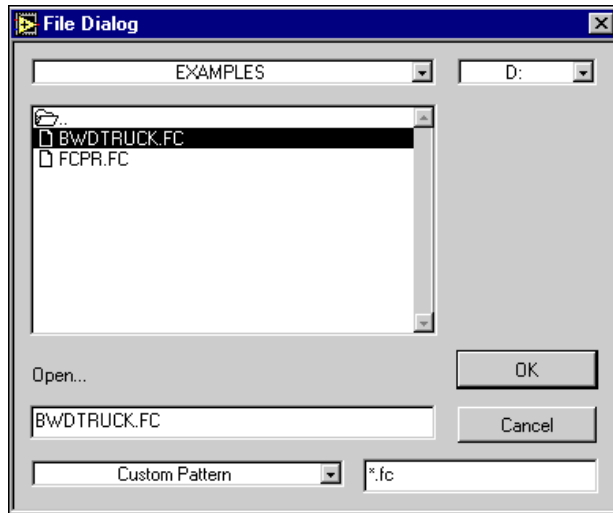 File Dialog
EXAMPLES
D:
..
BWDTRUCK.FC
FCPR.FC
Open...
OK
BWDTRUCK.FC
Cancel
Custom Pattern
*.fc